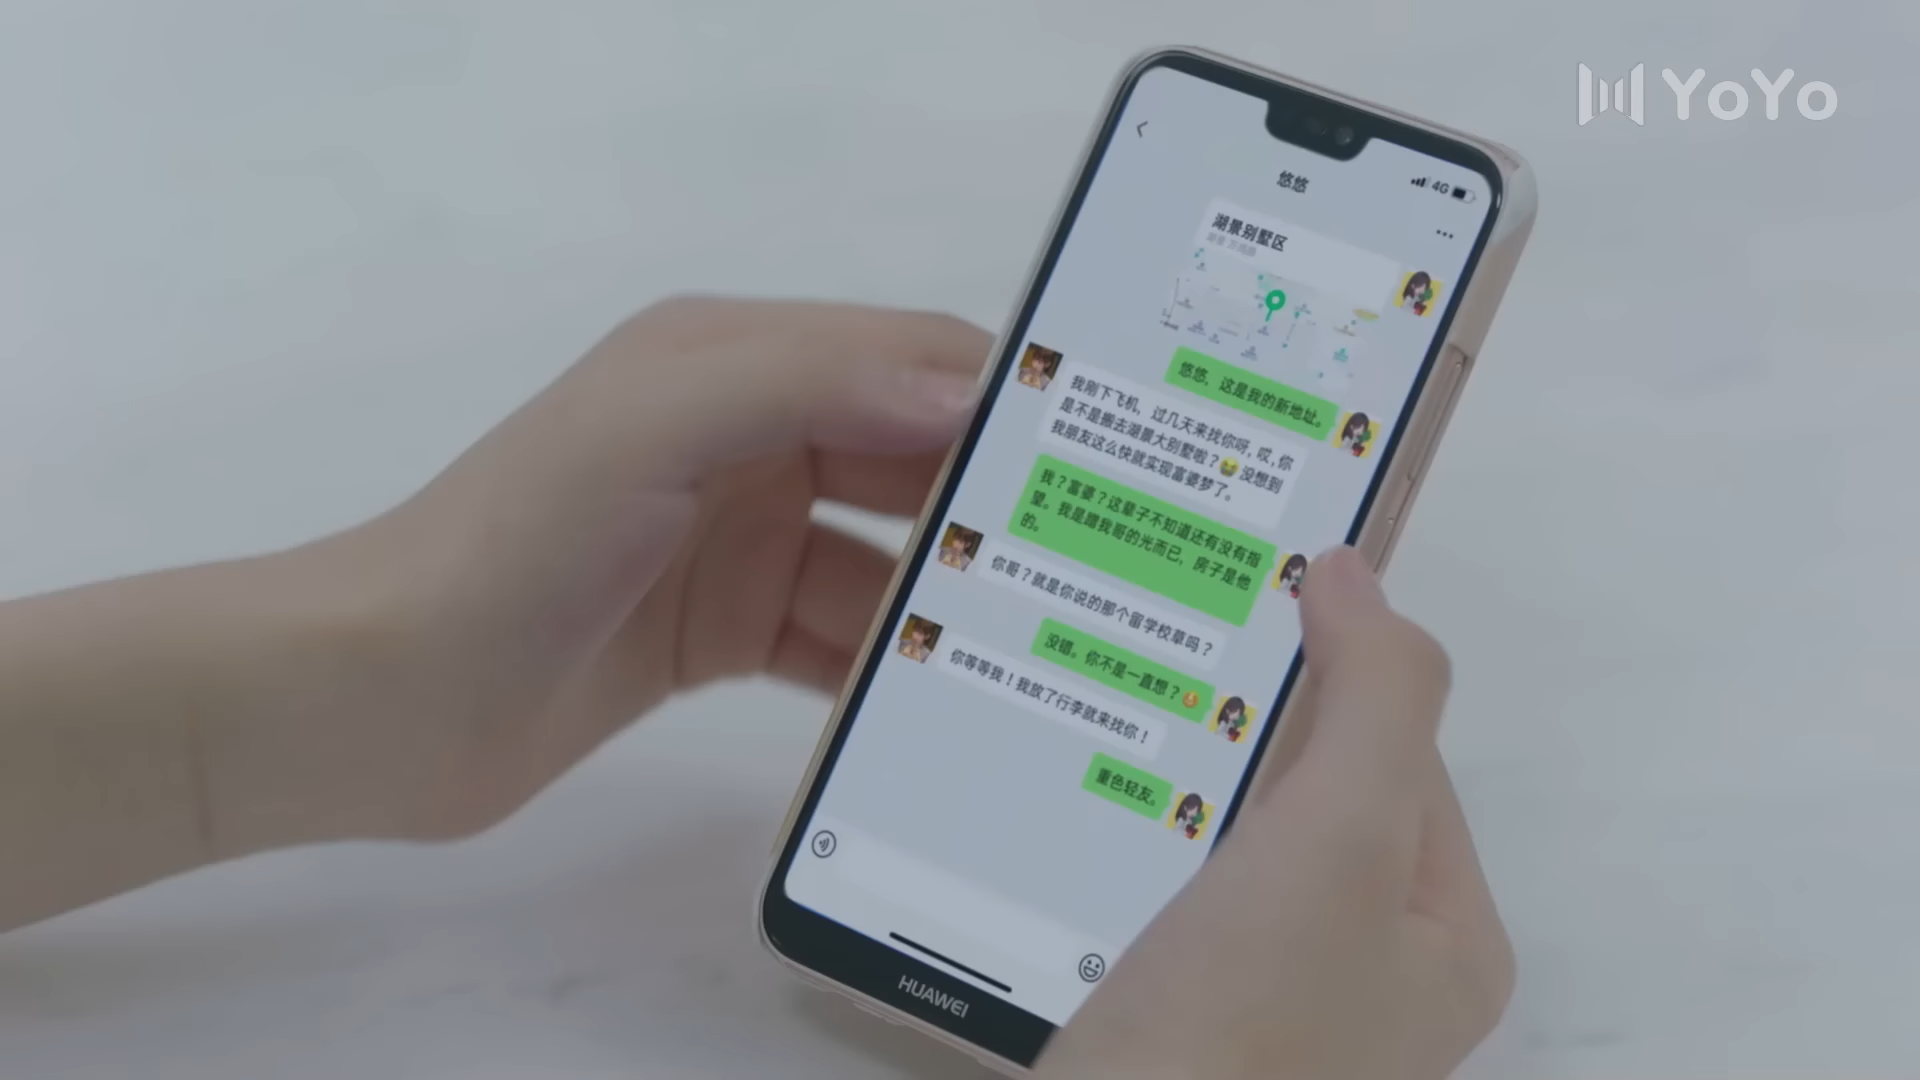 YoYo
4G
悠悠
湖景别墅区
悠悠，这是我的新地址。
我刚下飞机，过几天来找你呀，哎，你
是不是搬去湖景大别墅啦？😭没想到
我朋友这么快就实现富婆梦了。
我？富婆？这辈子不知道还有没有指
望。我是蹭我哥的光而已，房子是他
的。
你哥？就是你说的那个留学校草吗？
没错。你不是一直想？🤩
你等等我！我放了行李就来找你！
重色轻友。
HUAWEI